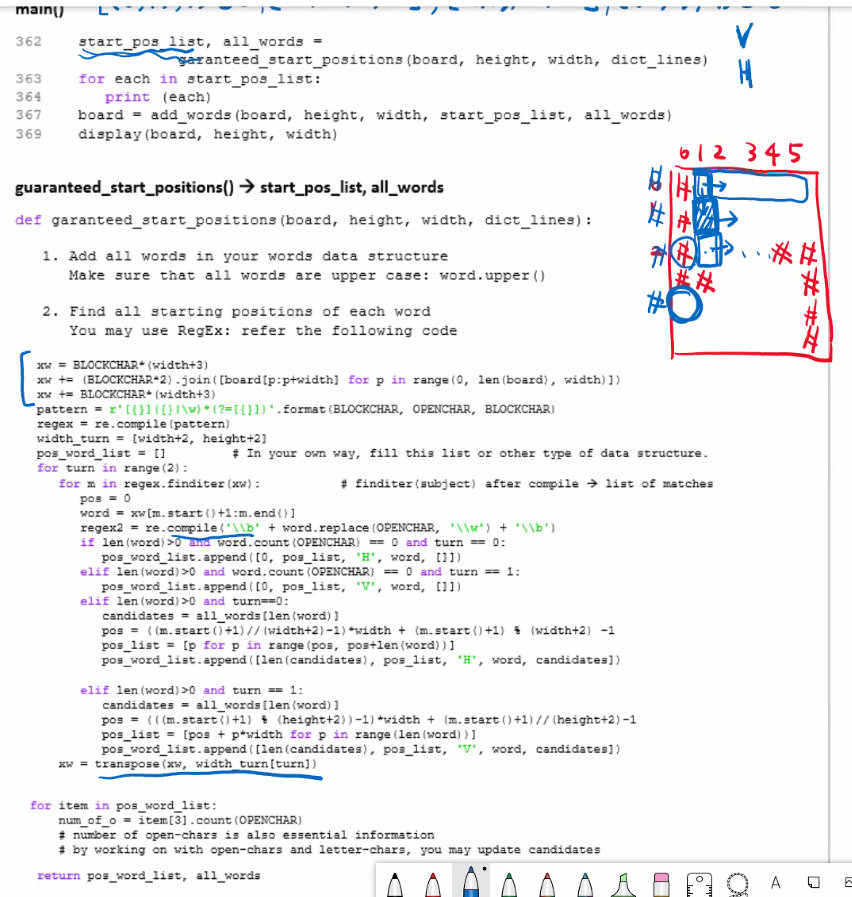 main()
362 start_pos_list, all_words =
garanteed_start_positions(board, height, width, dict_lines)
363 for each in start_pos_list:
364 print (each)
367 board = add_words(board, height, width, start_pos_list, all_words)
369 display(board, height, width)
V
H
0 1 2 3 4 5
guaranteed_start_positions() → start_pos_list, all_words
def garanteed_start_positions(board, height, width, dict_lines):
1. Add all words in your words data structure
Make sure that all words are upper case: word.upper()
2. Find all starting positions of each word
You may use RegEx: refer the following code
xw = BLOCKCHAR*(width+3)
xw += (BLOCKCHAR*2).join([board[p:p+width] for p in range(0, len(board), width)])
xw += BLOCKCHAR*(width+3)
pattern = r'[{}]({}|\w)*(?=[{}])'.format(BLOCKCHAR, OPENCHAR, BLOCKCHAR)
regex = re.compile(pattern)
width_turn = [width+2, height+2]
pos_word_list = [] # In your own way, fill this list or other type of data structure.
for turn in range(2):
for m in regex.finditer(xw): # finditer(subject) after compile → list of matches
pos = 0
word = xw[m.start()+1:m.end()]
regex2 = re.compile('\\b' + word.replace(OPENCHAR, '\\w') + '\\b')
if len(word)>0 and word.count(OPENCHAR) == 0 and turn == 0:
pos_word_list.append([0, pos_list, 'H', word, []])
elif len(word)>0 and word.count(OPENCHAR) == 0 and turn == 1:
pos_word_list.append([0, pos_list, 'V', word, []])
elif len(word)>0 and turn==0:
candidates = all_words[len(word)]
pos = ((m.start()+1)//(width+2)-1)*width + (m.start()+1) % (width+2) -1
pos_list = [p for p in range(pos, pos+len(word))]
pos_word_list.append([len(candidates), pos_list, 'H', word, candidates])
elif len(word)>0 and turn == 1:
candidates = all_words[len(word)]
pos = (((m.start()+1) % (height+2))-1)*width + (m.start()+1)//(height+2)-1
pos_list = [pos + p*width for p in range(len(word))]
pos_word_list.append([len(candidates), pos_list, 'V', word, candidates])
xw = transpose(xw, width_turn[turn])
for item in pos_word_list:
num_of_o = item[3].count(OPENCHAR)
# number of open-chars is also essential information
# by working on with open-chars and letter-chars, you may update candidates
return pos_word_list, all_words